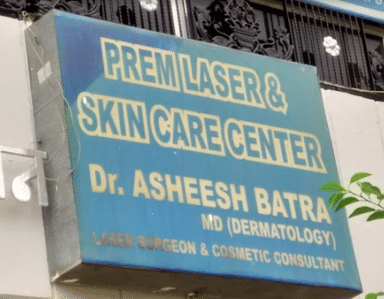 PREM LASER &
SKIN CARE CENTER
Dr. ASHEESH BATRA
MD (DERMATOLOGY)
LASER SURGEON & COSMETIC CONSULTANT